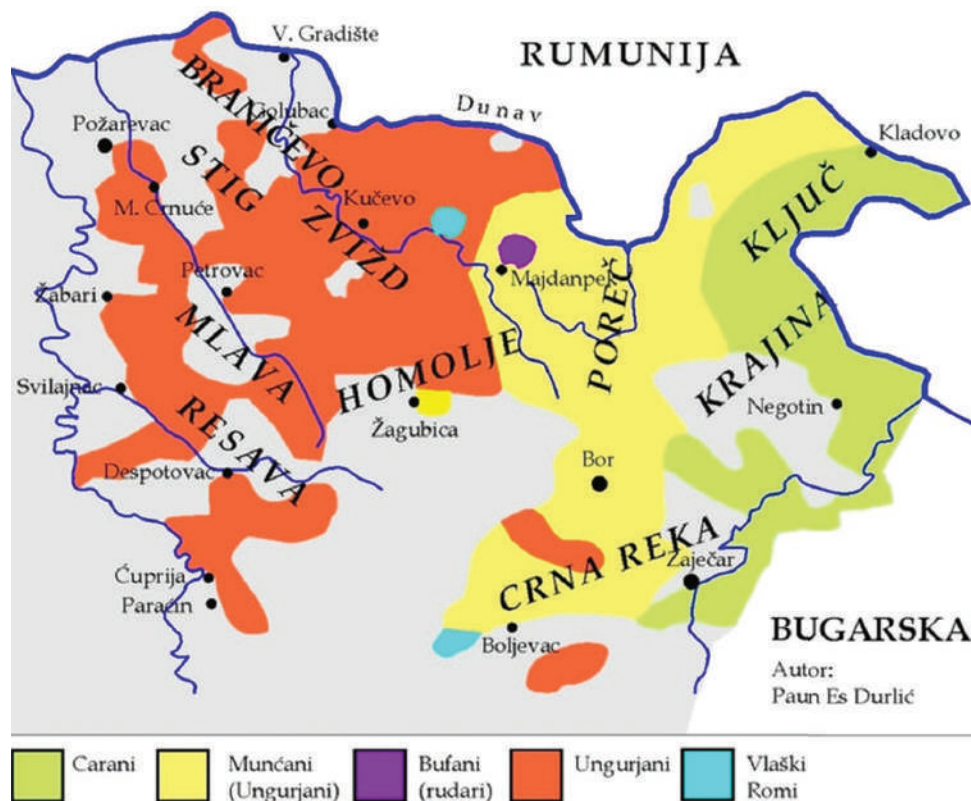 V. Gradište
RUMUNIJA
BRANIČEVO
Golubac
Dunav
Požarevac
Kladovo
STIG
KLJUČ
M. Crnuće
Kučevo
ZVIŽD
Petrovac
Majdanpek
POREČ
Žabari
MLAVA
HOMOLJE
KRAJINA
Svilajnac
Negotin
RESAVA
Žagubica
Despotovac
Bor
CRNA REKA
Zaječar
Ćuprija
Paraćin
Boljevac
BUGARSKA
Autor:
Paun Es Durlić
Carani
Munćani
(Ungurjani)
Bufani
(rudari)
Ungurjani
Vlaški
Romi